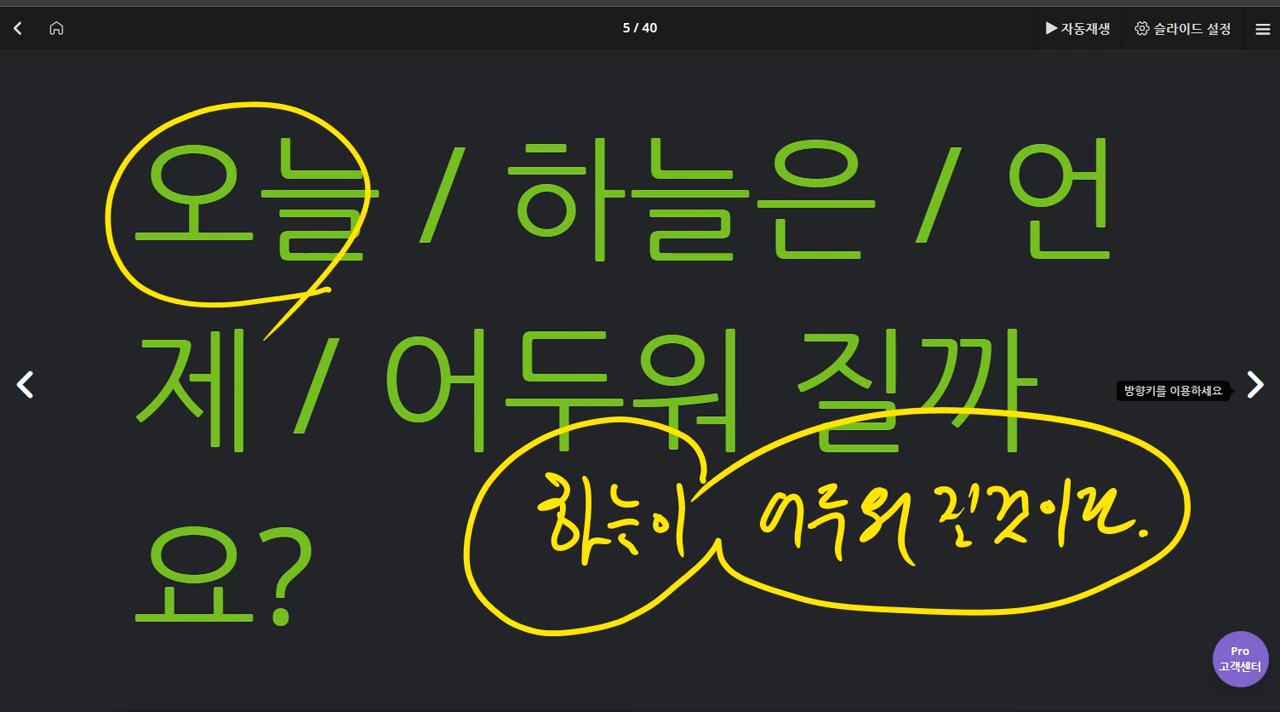 5 / 40
▶ 자동재생
슬라이드 설정
오늘 / 하늘은 / 언
제 / 어두워 질까
방향키를 이용하세요
하늘이 어두워 진것이란.
요?
Pro
고객센터